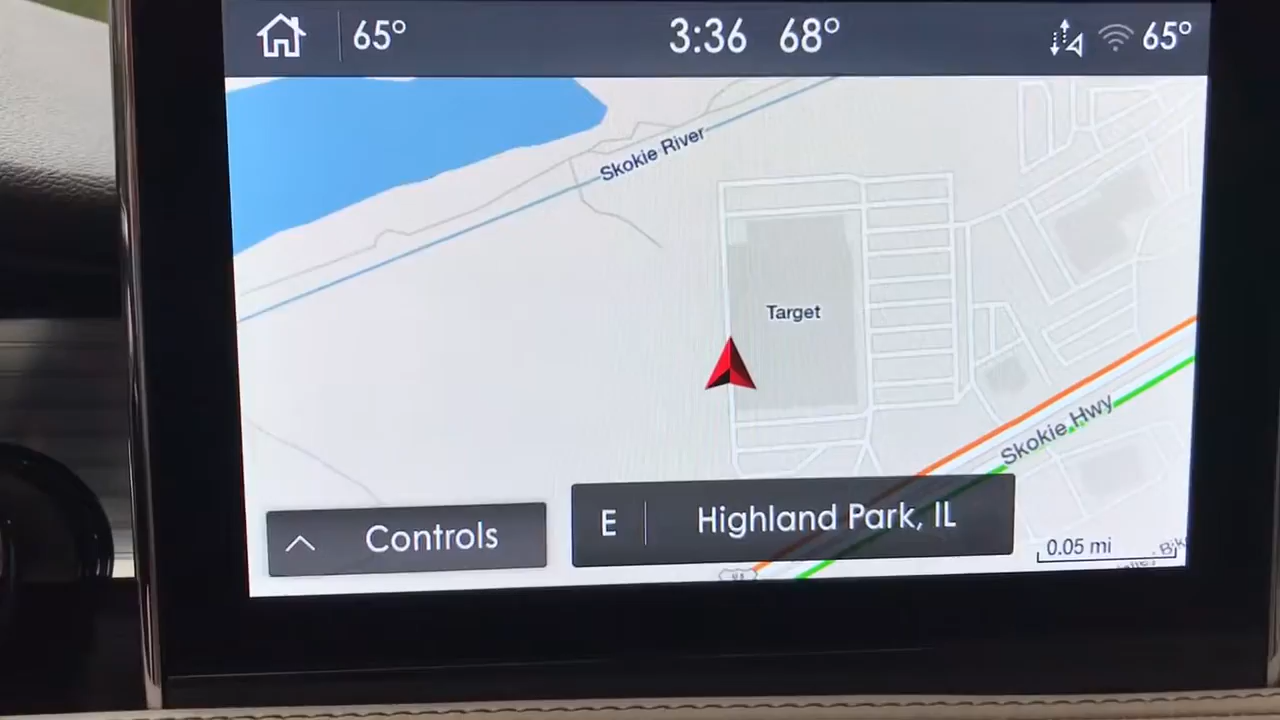 65°
3:36 68°
65°
Skokie River
Target
Skokie Hwy
Controls
E Highland Park, IL
0.05 mi